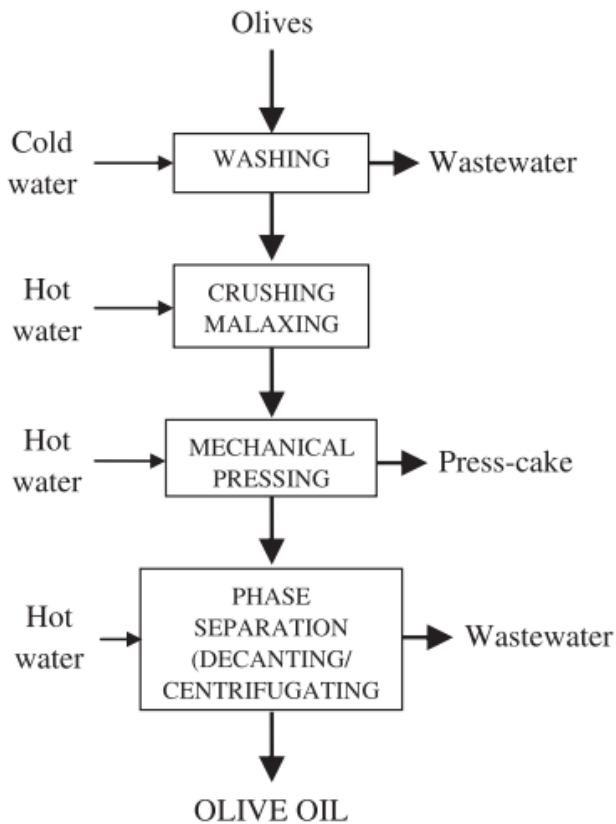 Olives
Cold
water
WASHING
Wastewater
Hot
water
CRUSHING
MALAXING
Hot
water
MECHANICAL
PRESSING
Press-cake
Hot
water
PHASE
SEPARATION
(DECANTING/
CENTRIFUGATING
Wastewater
OLIVE OIL